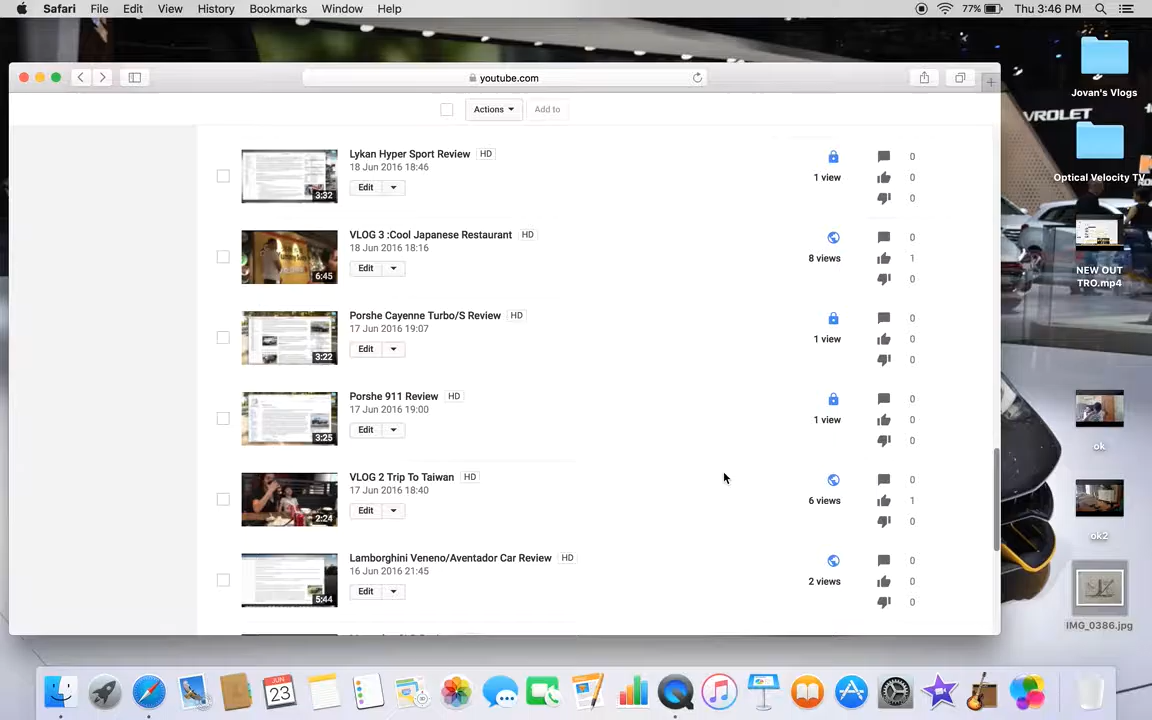 Safari File Edit View History Bookmarks Window Help 77% Thu 3:46 PM
youtube.com
Jovan's Vlogs
VROLET
Actions Add to
Lykan Hyper Sport Review HD
18 Jun 2016 18:46
Edit
3:32
1 view
0
0
0
Optical Velocity TV
VLOG 3 :Cool Japanese Restaurant HD
18 Jun 2016 18:16
Edit
6:45
8 views
0
1
0
NEW OUT
TRO.mp4
Porshe Cayenne Turbo/S Review HD
17 Jun 2016 19:07
Edit
3:22
1 view
0
0
0
Porshe 911 Review HD
17 Jun 2016 19:00
Edit
3:25
1 view
0
0
0
ok
VLOG 2 Trip To Taiwan HD
17 Jun 2016 18:40
Edit
2:24
6 views
0
1
0
ok2
Lamborghini Veneno/Aventador Car Review HD
16 Jun 2016 21:45
Edit
5:44
2 views
0
0
0
IMG_0386.jpg
JUN
23